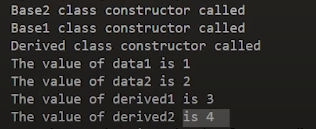 Base2 class constructor called
Base1 class constructor called
Derived class constructor called
The value of data1 is 1
The value of data2 is 2
The value of derived1 is 3
The value of derived2 is 4